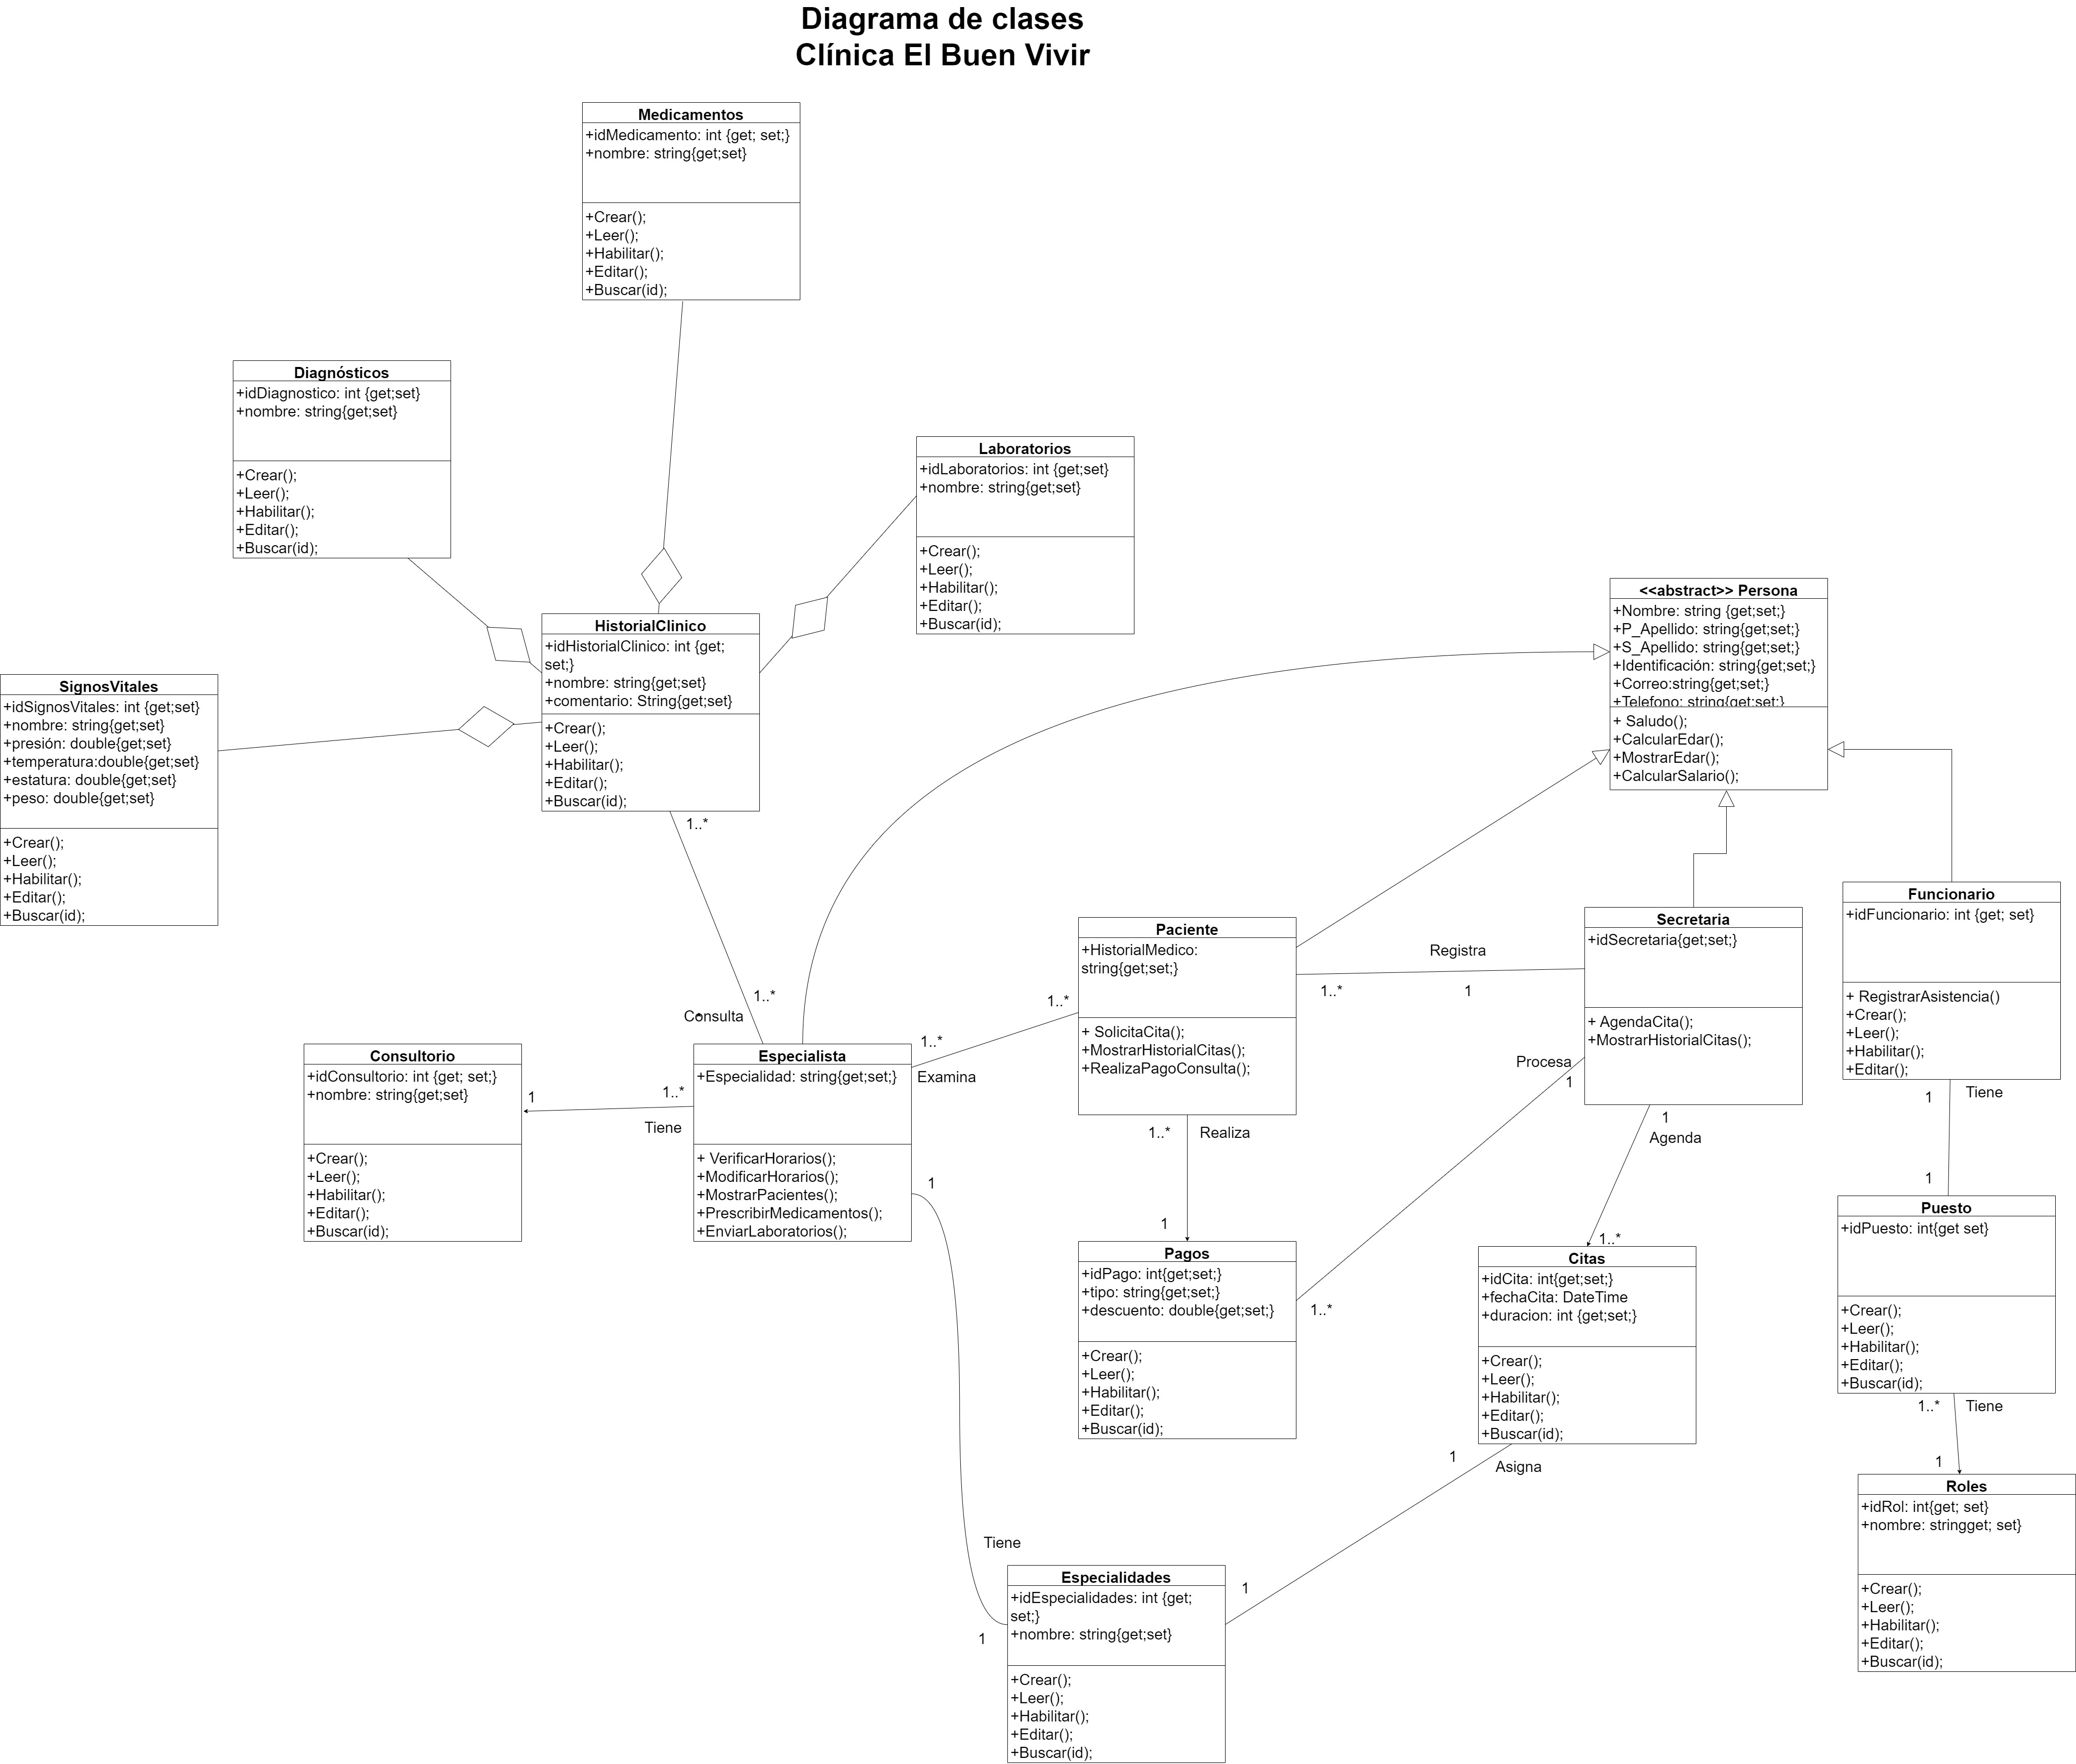 Diagrama de clases
Clínica El Buen Vivir
Medicamentos
+idMedicamento: int {get; set;}
+nombre: string{get;set}
+Crear();
+Leer();
+Habilitar();
+Editar();
+Buscar(id);
Diagnósticos
+idDiagnostico: int {get;set}
+nombre: string{get;set}
+Crear();
+Leer();
+Habilitar();
+Editar();
+Buscar(id);
Laboratorios
+idLaboratorios: int {get;set}
+nombre: string{get;set}
+Crear();
+Leer();
+Habilitar();
+Editar();
+Buscar(id);
HistorialClinico
+idHistorialClinico: int {get;
set;}
+nombre: string{get;set}
+comentario: String{get;set}
+Crear();
+Leer();
+Habilitar();
+Editar();
+Buscar(id);
SignosVitales
+idSignosVitales: int {get;set}
+nombre: string{get;set}
+presión: double{get;set}
+temperatura:double{get;set}
+estatura: double{get;set}
+peso: double{get;set}
+Crear();
+Leer();
+Habilitar();
+Editar();
+Buscar(id);
<<abstract>> Persona
+Nombre: string {get;set;}
+P_Apellido: string{get;set;}
+S_Apellido: string{get;set;}
+Identificación: string{get;set;}
+Correo:string{get;set;}
+Telefono: string{get;set;}
+ Saludo();
+CalcularEdar();
+MostrarEdar();
+CalcularSalario();
1..*
1..*
Consulta
Paciente
+HistorialMedico:
string{get;set;}
+ SolicitaCita();
+MostrarHistorialCitas();
+RealizaPagoConsulta();
Registra
1..*
1
Secretaria
+idSecretaria{get;set;}
+ AgendaCita();
+MostrarHistorialCitas();
Funcionario
+idFuncionario: int {get; set}
+ RegistrarAsistencia()
+Crear();
+Leer();
+Habilitar();
+Editar();
Consultorio
+idConsultorio: int {get; set;}
+nombre: string{get;set}
+Crear();
+Leer();
+Habilitar();
+Editar();
+Buscar(id);
1
1..*
Tiene
Especialista
+Especialidad: string{get;set;}
+ VerificarHorarios();
+ModificarHorarios();
+MostrarPacientes();
+PrescribirMedicamentos();
+EnviarLaboratorios();
1..*
1..*
Examina
1
Procesa
1
1..*
Realiza
1
1
Agenda
1..*
1
Tiene
1
Pagos
+idPago: int{get;set;}
+tipo: string{get;set;}
+descuento: double{get;set;}
+Crear();
+Leer();
+Habilitar();
+Editar();
+Buscar(id);
1..*
Citas
+idCita: int{get;set;}
+fechaCita: DateTime
+duracion: int {get;set;}
+Crear();
+Leer();
+Habilitar();
+Editar();
+Buscar(id);
Puesto
+idPuesto: int{get set}
+Crear();
+Leer();
+Habilitar();
+Editar();
+Buscar(id);
1..*
Tiene
1
1
Asigna
Roles
+idRol: int{get; set}
+nombre: stringget; set}
+Crear();
+Leer();
+Habilitar();
+Editar();
+Buscar(id);
Tiene
1
1
Especialidades
+idEspecialidades: int {get;
set;}
+nombre: string{get;set}
+Crear();
+Leer();
+Habilitar();
+Editar();
+Buscar(id);